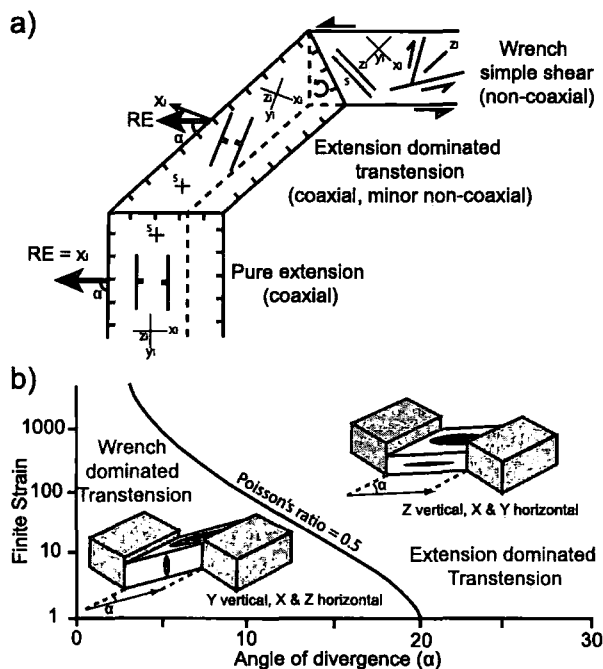 a)
Wrench
simple shear
(non-coaxial)
RE
α
Extension dominated
transtension
(coaxial, minor non-coaxial)
s
RE = xᵢ
α
Pure extension
(coaxial)
b)
Finite Strain
1000
100
10
1
Wrench
dominated
Transtension
Poisson's ratio = 0.5
α
Z vertical, X & Y horizontal
Extension dominated
Transtension
α
Y vertical, X & Z horizontal
0
10
20
30
Angle of divergence (α)